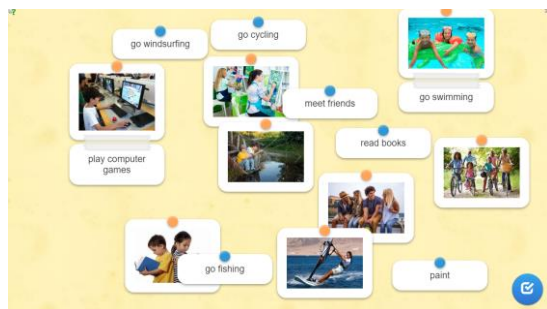 go windsurfing
go cycling
meet friends
go swimming
play computer
games
read books
go fishing
paint